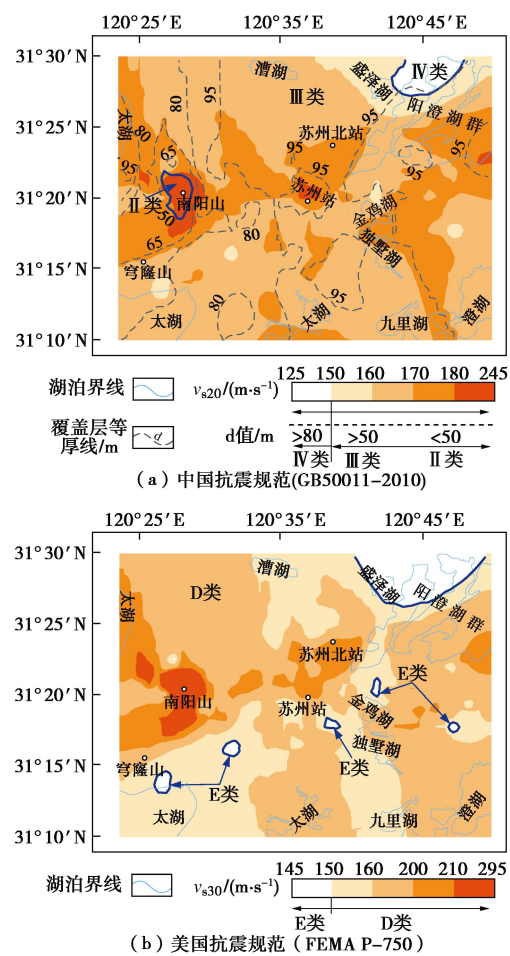 120°25′E 120°35′E 120°45′E
31°30′N
31°25′N
31°20′N
31°15′N
31°10′N
漕湖
盛泽湖
Ⅳ类
阳澄湖群
Ⅲ类
太湖
80
95
80
95
苏州北站
95
65
95
95
95
95
苏州站
南阳山
Ⅱ类
50
金鸡湖
65
80
独墅湖
穹窿山
80
95
太湖
太湖
九里湖
澄湖
湖泊界线
vs20/(m·s-1)
125 150 160 170 180 245
覆盖层等
厚线/m
d
d值/m
>80 >50 <50
Ⅳ类 Ⅲ类 Ⅱ类
(a)中国抗震规范(GB50011-2010)
120°25′E 120°35′E 120°45′E
31°30′N
31°25′N
31°20′N
31°15′N
31°10′N
漕湖
盛泽湖
阳澄湖群
D类
太湖
苏州北站
E类
南阳山
苏州站
金鸡湖
独墅湖
穹窿山
E类
E类
太湖
太湖
九里湖
澄湖
湖泊界线
vs30/(m·s-1)
145 150 160 200 210 295
E类 D类
(b)美国抗震规范(FEMA P-750)